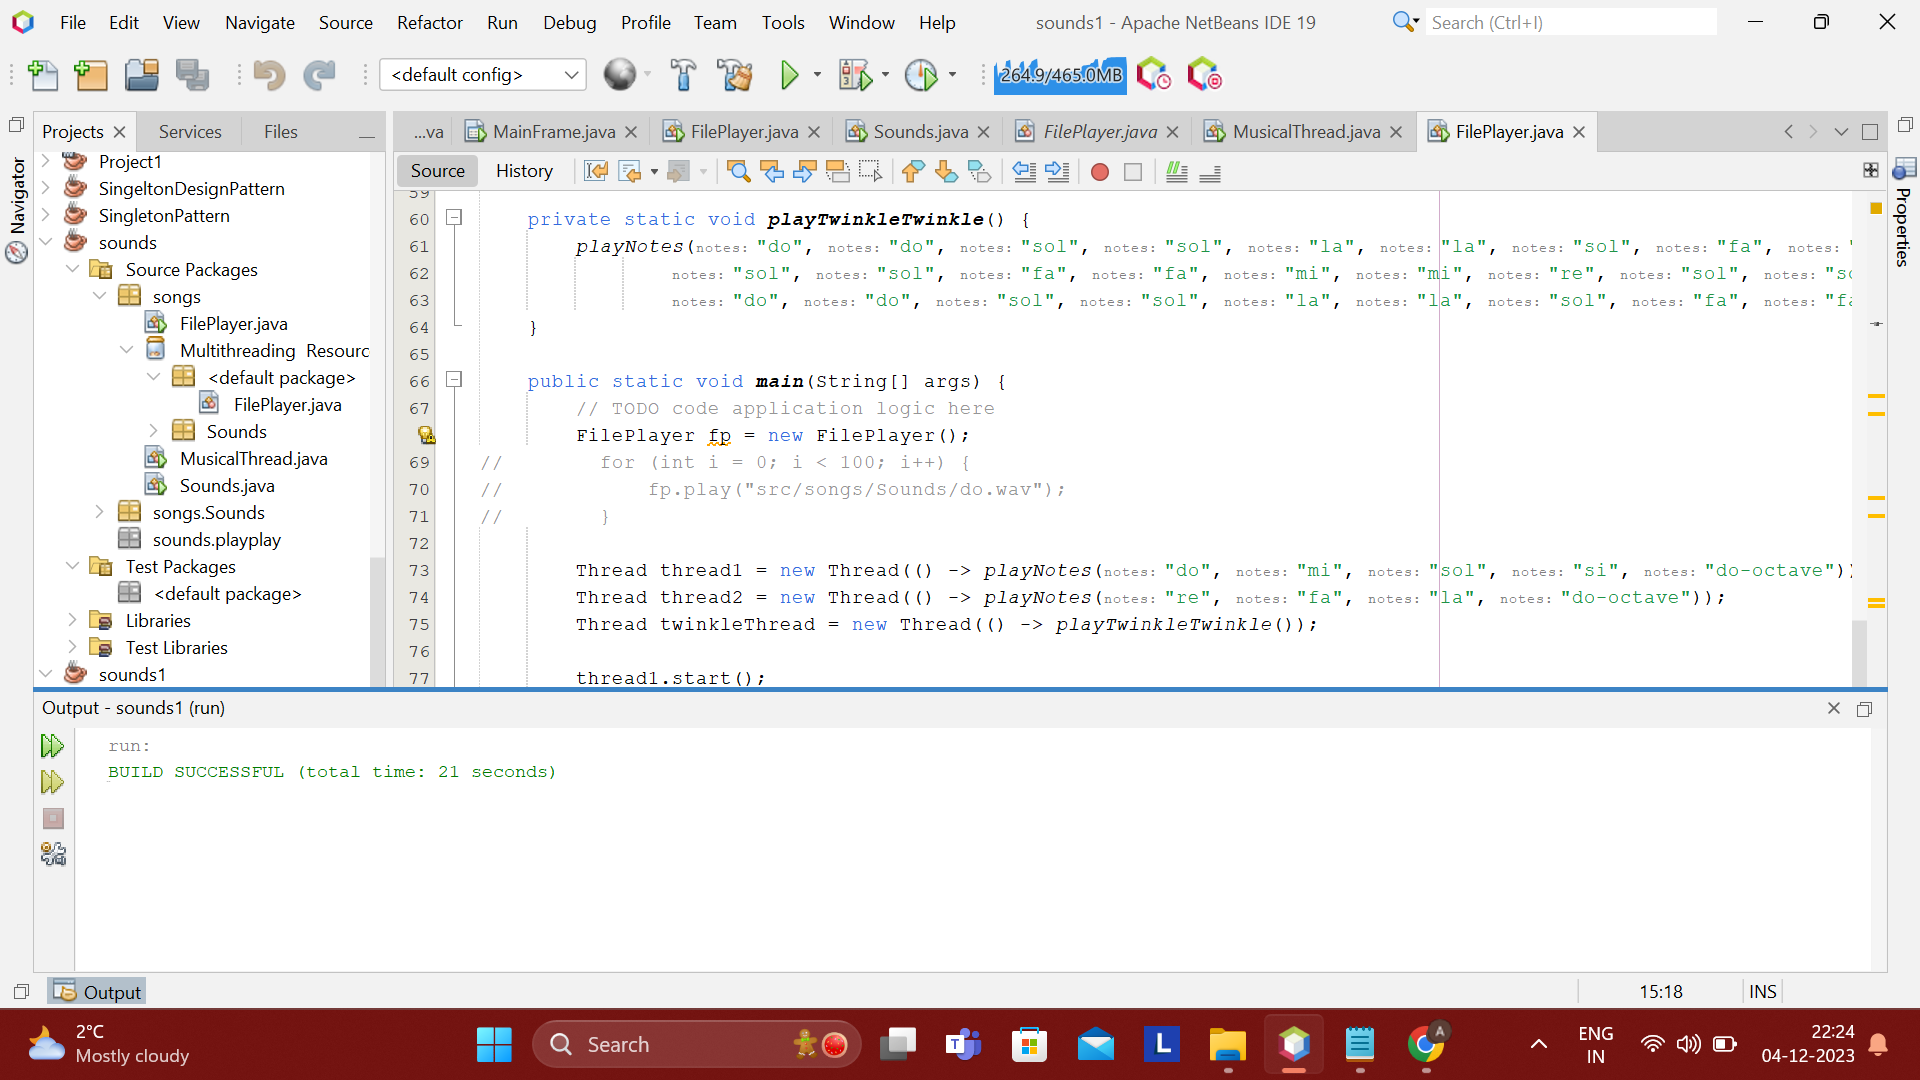 File Edit View Navigate Source Refactor Run Debug Profile Team Tools Window Help sounds1 - Apache NetBeans IDE 19 Search (Ctrl+I)
<default config> 264.9/465.0MB
Projects Services Files ...va MainFrame.java FilePlayer.java Sounds.java FilePlayer.java MusicalThread.java FilePlayer.java
Source History
Navigator
Properties
Project1
SingeltonDesignPattern
SingletonPattern
sounds
Source Packages
songs
FilePlayer.java
Multithreading Resourc
<default package>
FilePlayer.java
Sounds
MusicalThread.java
Sounds.java
songs.Sounds
sounds.playplay
Test Packages
<default package>
Libraries
Test Libraries
sounds1
59
60 private static void playTwinkleTwinkle() {
61 playNotes(notes: "do", notes: "do", notes: "sol", notes: "sol", notes: "la", notes: "la", notes: "sol", notes: "fa", notes: "
62 notes: "sol", notes: "sol", notes: "fa", notes: "fa", notes: "mi", notes: "mi", notes: "re", notes: "sol", notes: "so
63 notes: "do", notes: "do", notes: "sol", notes: "sol", notes: "la", notes: "la", notes: "sol", notes: "fa", notes: "fa
64 }
65
66 public static void main(String[] args) {
67 // TODO code application logic here
FilePlayer fp = new FilePlayer();
69 // for (int i = 0; i < 100; i++) {
70 // fp.play("src/songs/Sounds/do.wav");
71 // }
72
73 Thread thread1 = new Thread(() -> playNotes(notes: "do", notes: "mi", notes: "sol", notes: "si", notes: "do-octave"));
74 Thread thread2 = new Thread(() -> playNotes(notes: "re", notes: "fa", notes: "la", notes: "do-octave"));
75 Thread twinkleThread = new Thread(() -> playTwinkleTwinkle());
76
77 thread1.start();
Output - sounds1 (run)
run:
BUILD SUCCESSFUL (total time: 21 seconds)
Output 15:18 INS
2°C
Mostly cloudy
Search
ENG
IN
22:24
04-12-2023